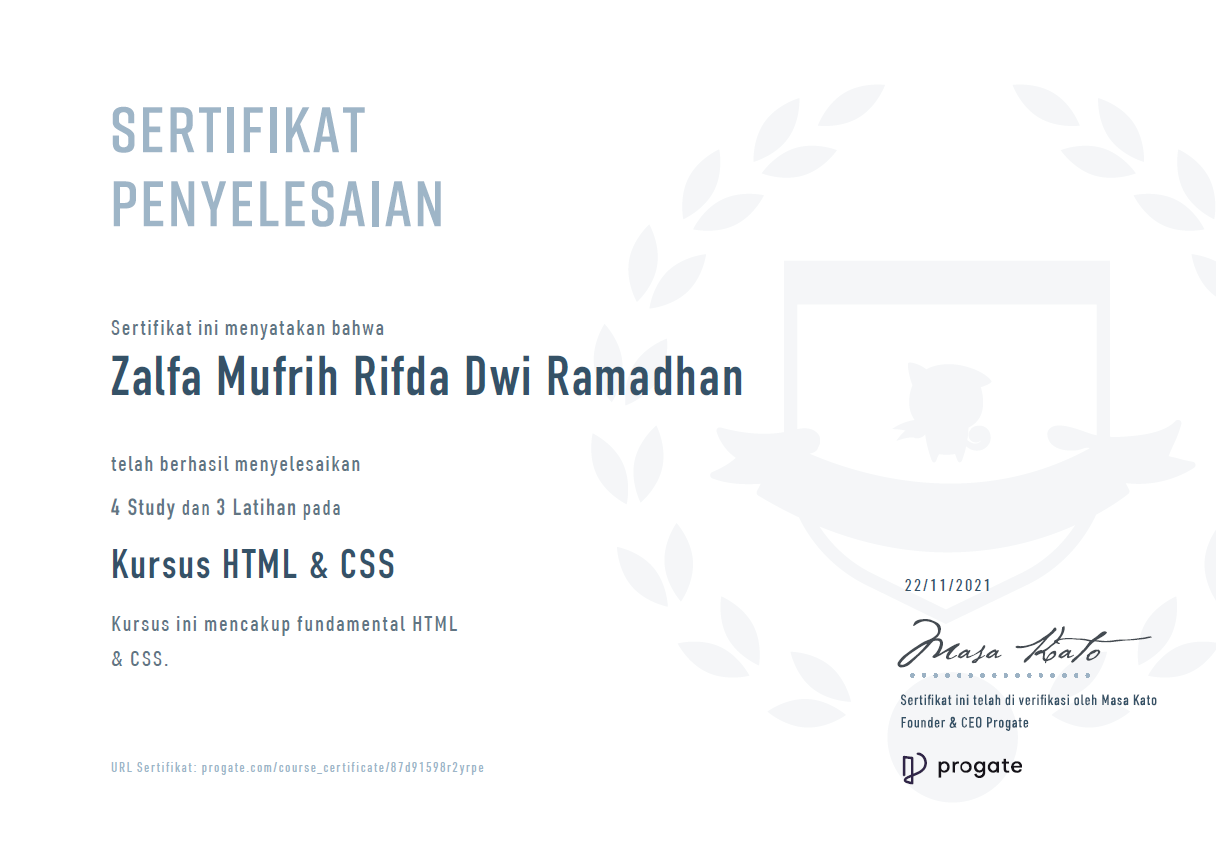 SERTIFIKAT
PENYELESAIAN
Sertifikat ini menyatakan bahwa
Zalfa Mufrih Rifda Dwi Ramadhan
telah berhasil menyelesaikan
4 Study dan 3 Latihan pada
Kursus HTML & CSS
Kursus ini mencakup fundamental HTML
& CSS.
22/11/2021
Masa Kato
Sertifikat ini telah di verifikasi oleh Masa Kato
Founder & CEO Progate
progate
URL Sertifikat: progate.com/course_certificate/87d91598r2yrpe